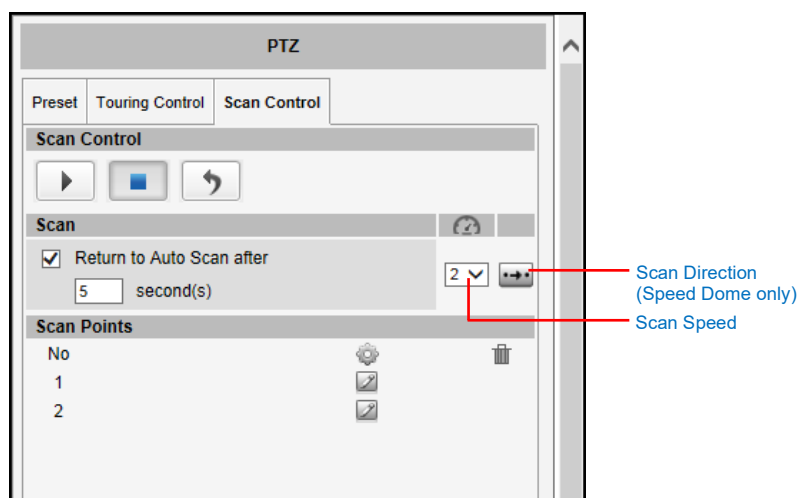 PTZ
Preset Touring Control Scan Control
Scan Control
Scan
Return to Auto Scan after
5 second(s)
2
Scan Direction
(Speed Dome only)
Scan Speed
Scan Points
No
1
2